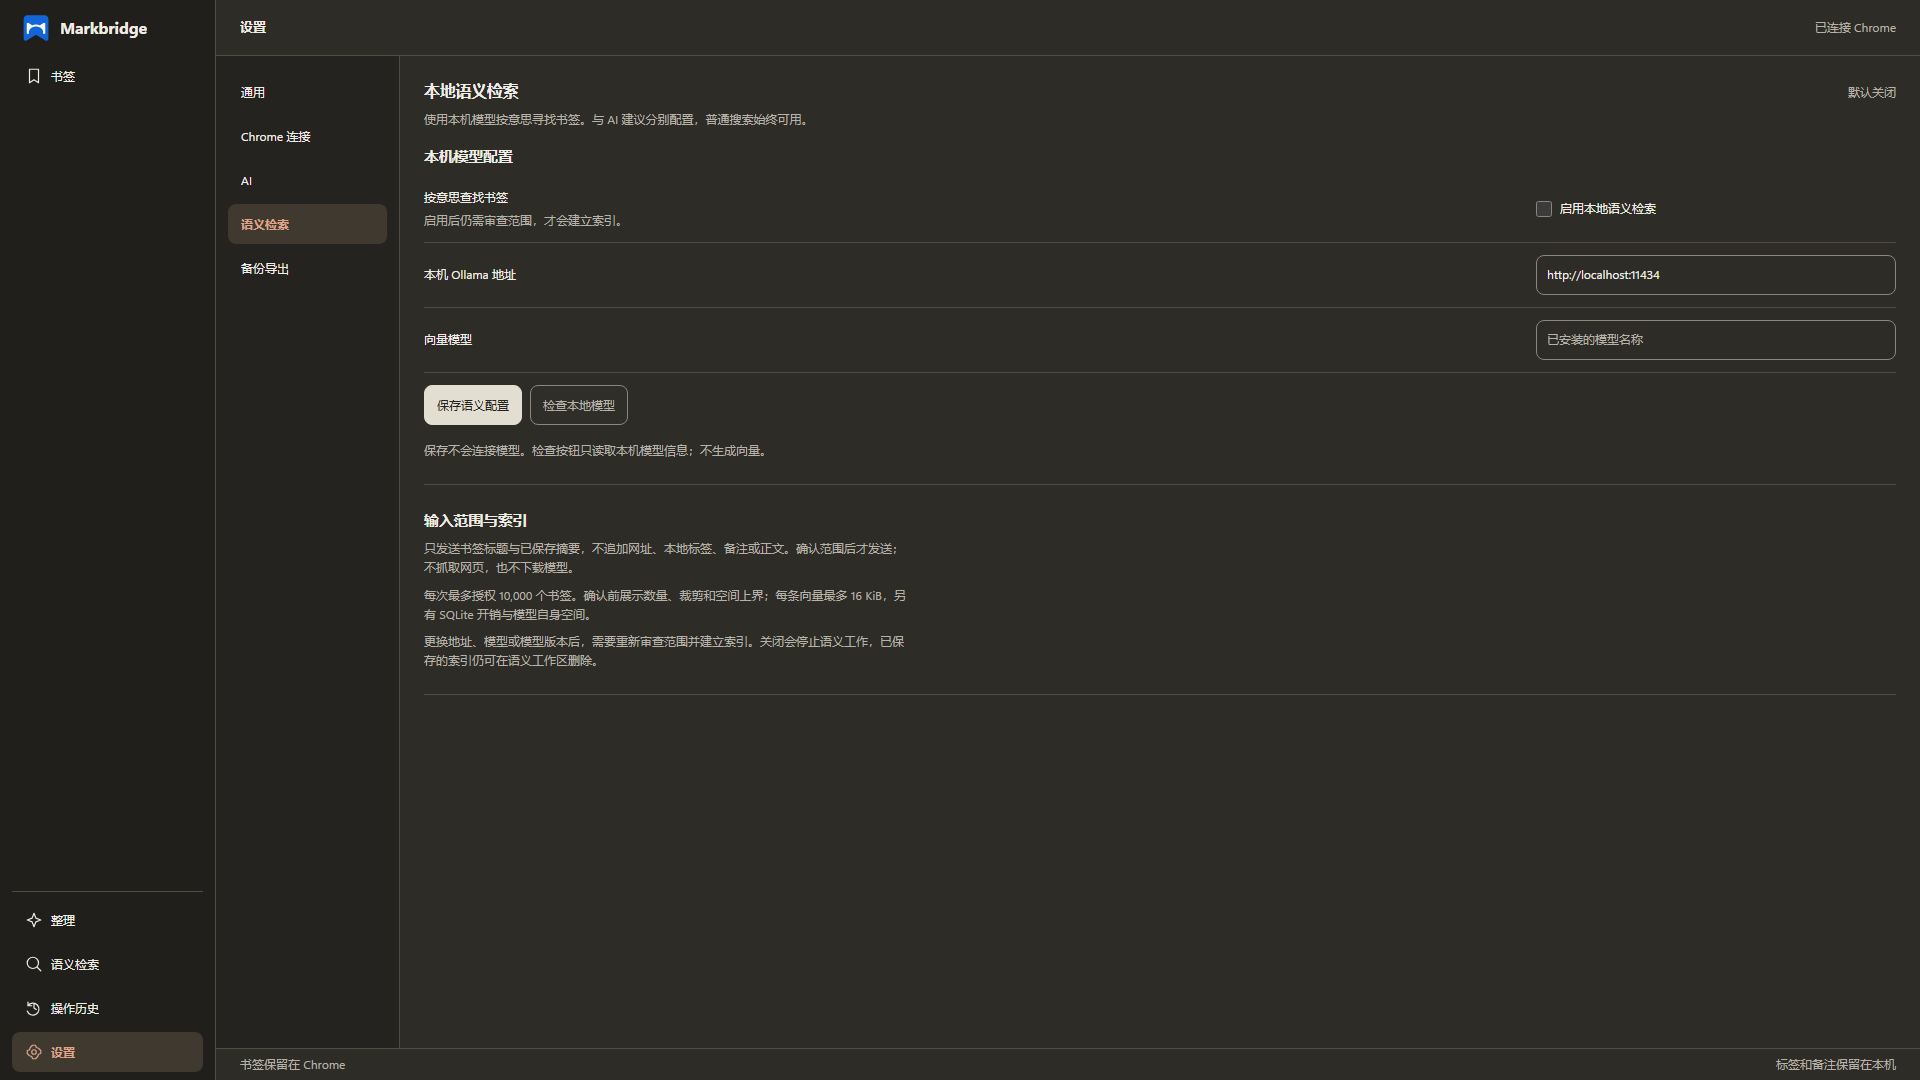 Markbridge
书签
整理
语义检索
操作历史
设置
设置
已连接 Chrome
通用
Chrome 连接
AI
语义检索
备份导出
本地语义检索
默认关闭
使用本机模型按意思寻找书签。与 AI 建议分别配置，普通搜索始终可用。
本机模型配置
按意思查找书签
启用后仍需审查范围，才会建立索引。
启用本地语义检索
本机 Ollama 地址
http://localhost:11434
向量模型
已安装的模型名称
保存语义配置
检查本地模型
保存不会连接模型。检查按钮只读取本机模型信息；不生成向量。
输入范围与索引
只发送书签标题与已保存摘要，不追加网址、本地标签、备注或正文。确认范围后才发送；
不抓取网页，也不下载模型。
每次最多授权 10,000 个书签。确认前展示数量、裁剪和空间上界；每条向量最多 16 KiB，另
有 SQLite 开销与模型自身空间。
更换地址、模型或模型版本后，需要重新审查范围并建立索引。关闭会停止语义工作，已保
存的索引仍可在语义工作区删除。
书签保留在 Chrome
标签和备注保留在本机